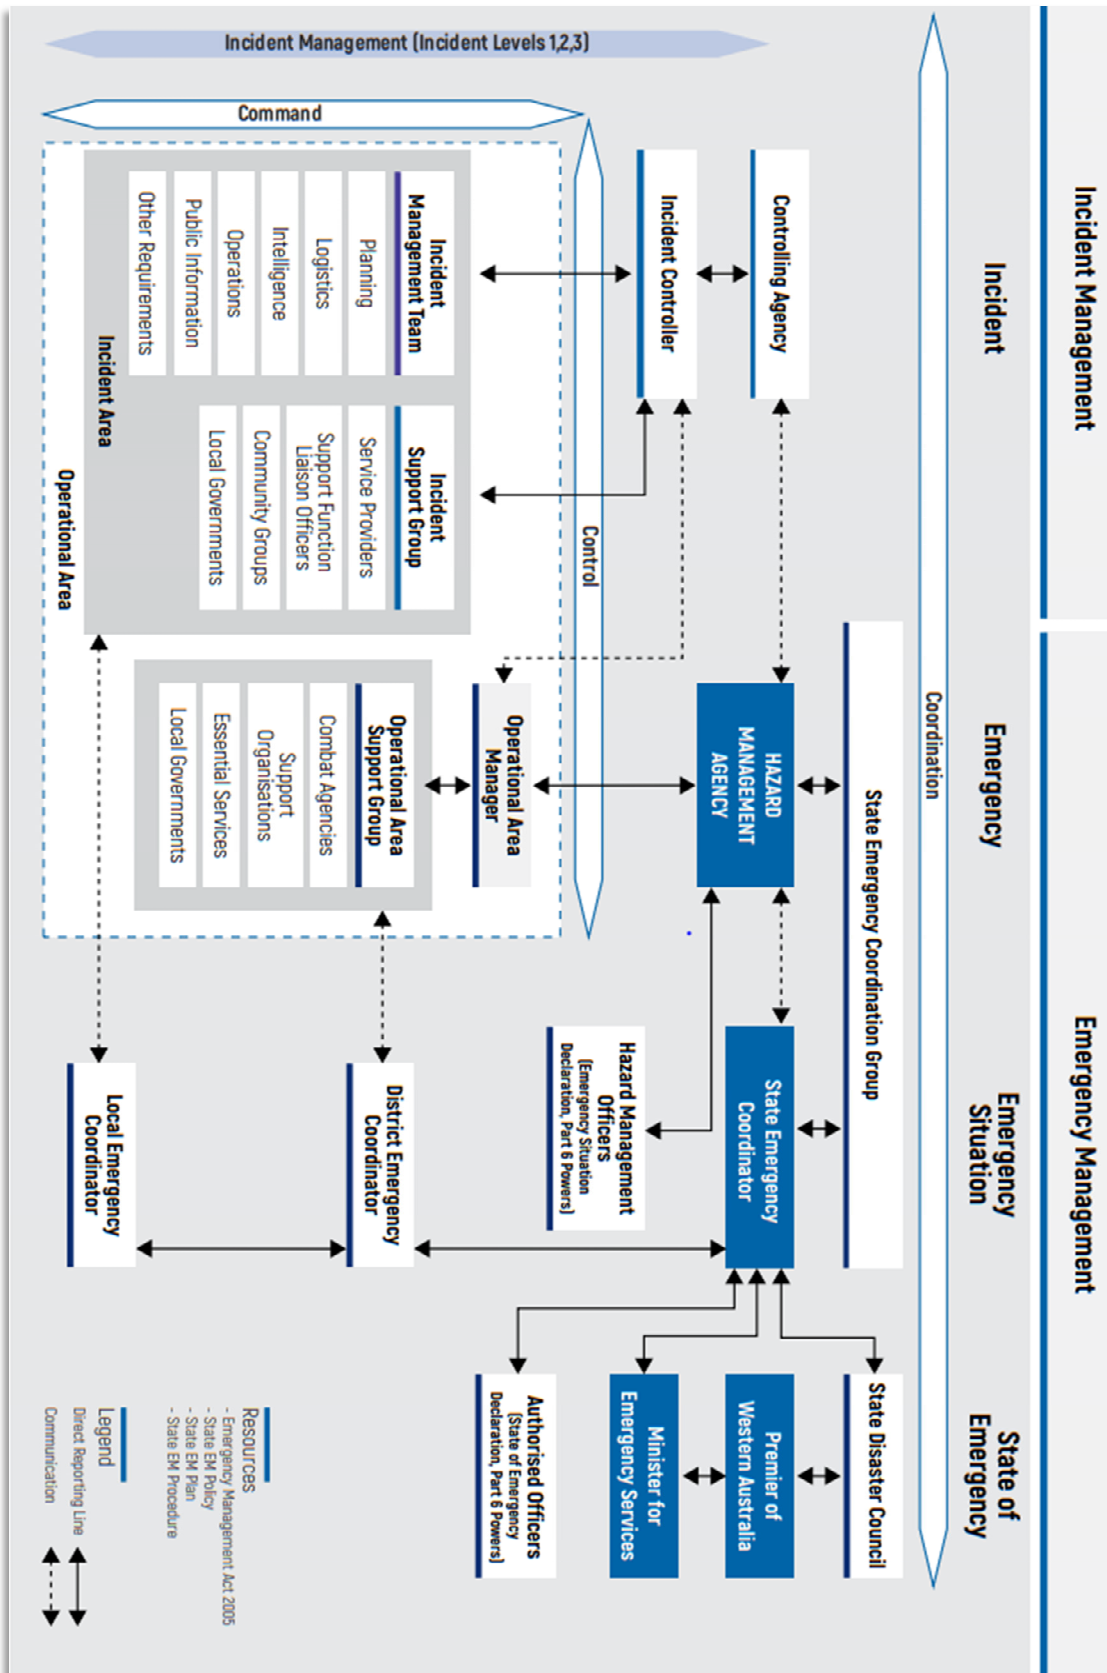 Incident Management
Emergency Management
Incident
Emergency
Emergency
Situation
State of
Emergency
Coordination
State Emergency Coordination Group
State Disaster Council
Controlling Agency
HAZARD
MANAGEMENT
AGENCY
State Emergency
Coordinator
Premier of
Western Australia
Incident Controller
Hazard Management
Officers
(Emergency Situation
Declaration, Part 6 Powers)
Minister for
Emergency Services
Authorised Officers
(State of Emergency
Declaration, Part 6 Powers)
Incident Management (Incident Levels 1,2,3)
Command
Control
Incident
Management Team
Planning
Logistics
Intelligence
Operations
Public Information
Other Requirements
Incident
Support Group
Service Providers
Support Function
Liaison Officers
Community Groups
Local Governments
Incident Area
Operational Area
Operational Area
Manager
Operational Area
Support Group
Combat Agencies
Support
Organisations
Essential Services
Local Governments
District Emergency
Coordinator
Local Emergency
Coordinator
Resources
- Emergency Management Act 2005
- State EM Policy
- State EM Plan
- State EM Procedure
Legend
Direct Reporting Line
Communication